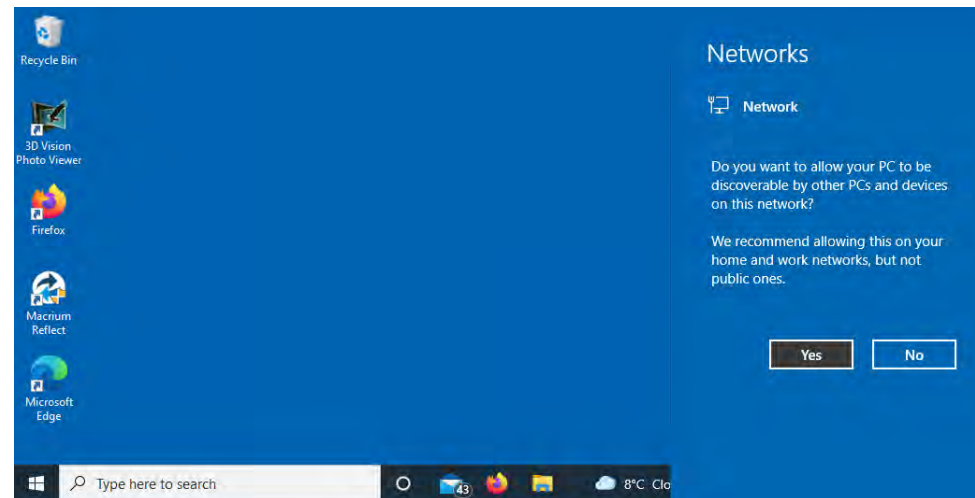 Recycle Bin
3D Vision
Photo Viewer
Firefox
Macrium
Reflect
Microsoft
Edge
Networks
Network
Do you want to allow your PC to be
discoverable by other PCs and devices
on this network?
We recommend allowing this on your
home and work networks, but not
public ones.
Yes
No
Type here to search
43
8°C Clo